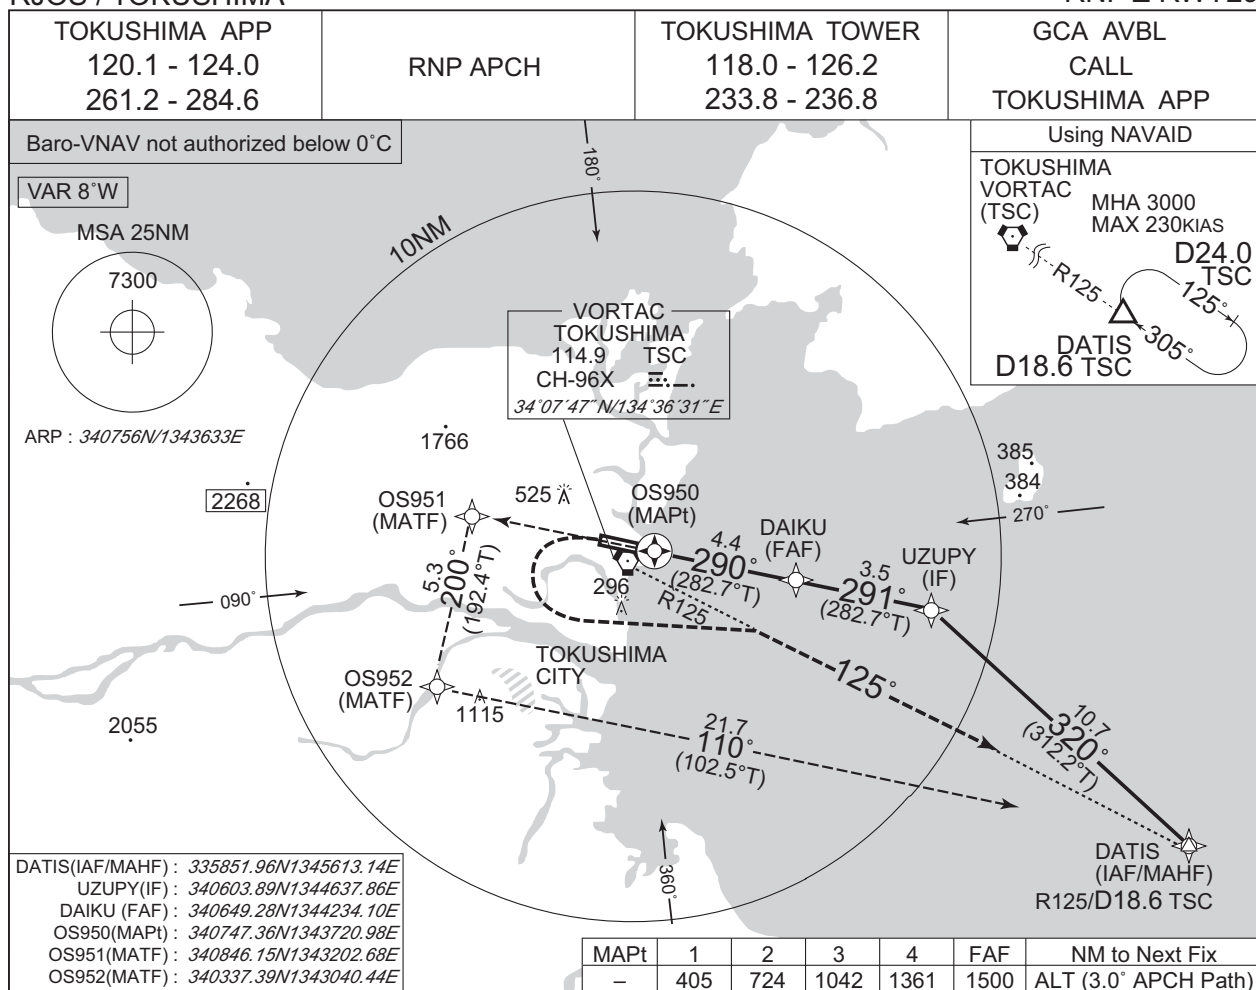 RJOS / TOKUSHIMA
TOKUSHIMA APP
120.1 - 124.0
261.2 - 284.6
RNP APCH
TOKUSHIMA TOWER
118.0 - 126.2
233.8 - 236.8
GCA AVBL
CALL
TOKUSHIMA APP
Baro-VNAV not authorized below 0˚C
VAR 8˚W
MSA 25NM
7300
ARP : 340756N/1343633E
180˚
10NM
Using NAVAID
TOKUSHIMA
VORTAC
(TSC)
MHA 3000
MAX 230KIAS
D24.0
TSC
R125
125˚
305˚
DATIS
D18.6 TSC
VORTAC
TOKUSHIMA
114.9 TSC
CH-96X
34˚07´47˝N/134˚36´31˝E
1766
2268
525
385
384
270˚
OS951
(MATF)
OS950
(MAPt)
DAIKU
(FAF)
UZUPY
(IF)
4.4
290˚
(282.7°T)
3.5
291˚
(282.7°T)
5.3
200˚
(192.4°T)
090˚
296
R125
TOKUSHIMA
CITY
125˚
OS952
(MATF)
1115
2055
21.7
110˚
(102.5°T)
10.7
320˚
(312.2°T)
360˚
DATIS
(IAF/MAHF)
R125/D18.6 TSC
DATIS(IAF/MAHF) : 335851.96N1345613.14E
UZUPY(IF) : 340603.89N1344637.86E
DAIKU (FAF) : 340649.28N1344234.10E
OS950(MAPt) : 340747.36N1343720.98E
OS951(MATF) : 340846.15N1343202.68E
OS952(MATF) : 340337.39N1343040.44E
MAPt 1 2 3 4 FAF NM to Next Fix
– 405 724 1042 1361 1500 ALT (3.0˚ APCH Path)